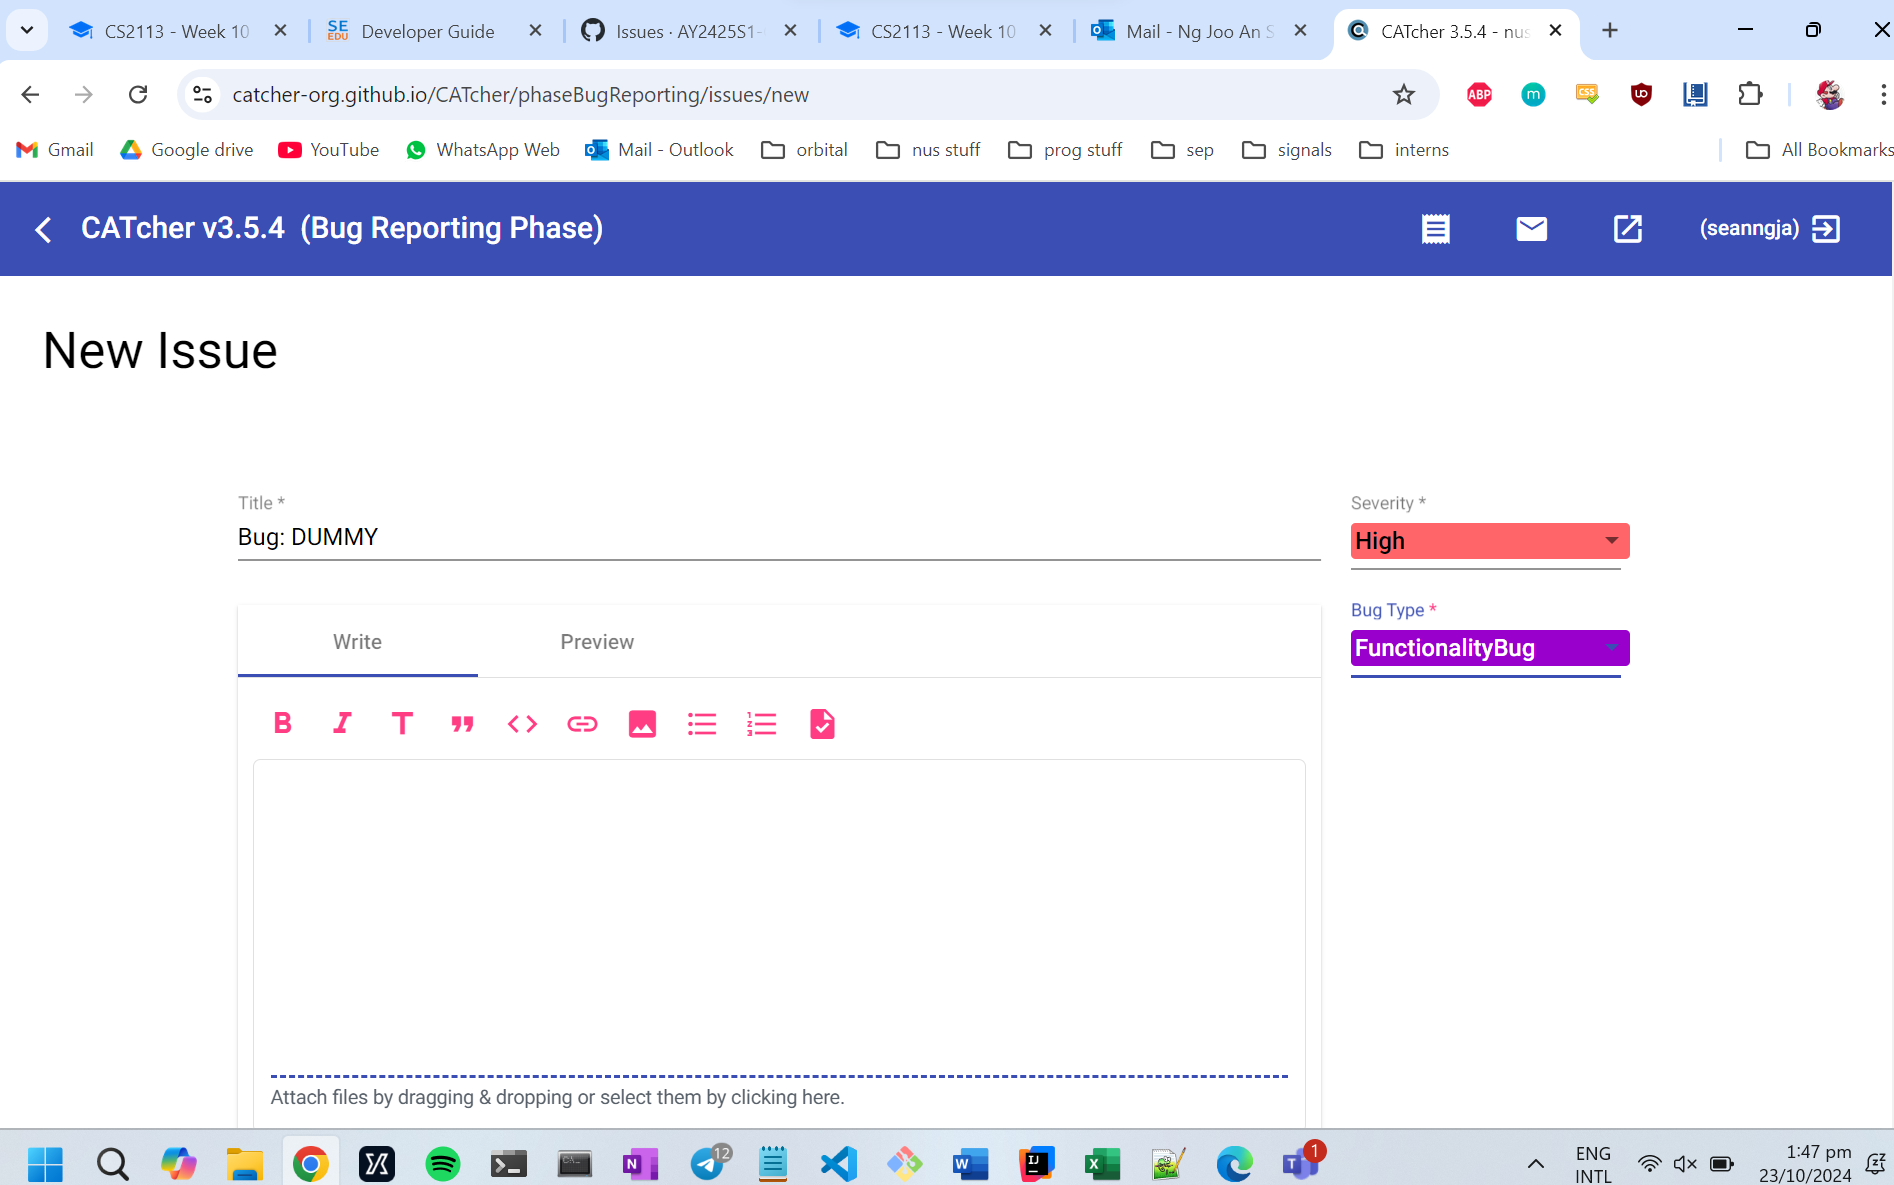 CS2113 - Week 10
SE EDU Developer Guide
Issues · AY2425S1-
CS2113 - Week 10
Mail - Ng Joo An S
CATcher 3.5.4 - nus
catcher-org.github.io/CATcher/phaseBugReporting/issues/new
ABP
m
CSS
Gmail
Google drive
YouTube
WhatsApp Web
Mail - Outlook
orbital
nus stuff
prog stuff
sep
signals
interns
All Bookmarks
CATcher v3.5.4 (Bug Reporting Phase)
(seanngja)
New Issue
Title *
Bug: DUMMY
Severity *
High
Bug Type *
FunctionalityBug
Write
Preview
Attach files by dragging & dropping or select them by clicking here.
12
1
ENG
INTL
1:47 pm
23/10/2024